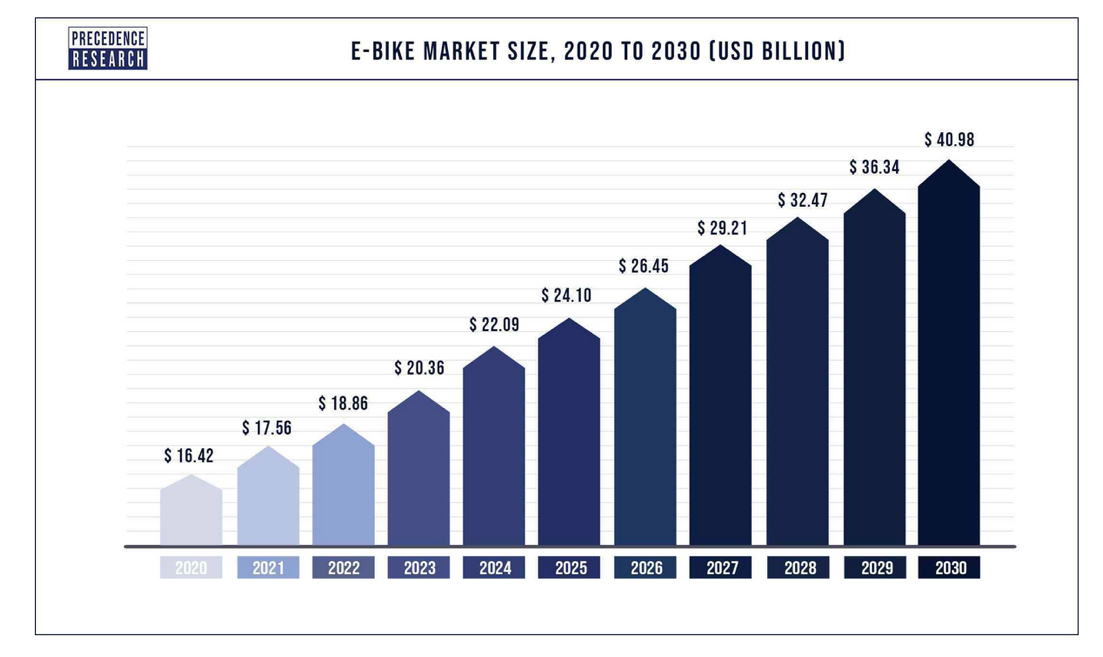 PRECEDENCE
RESEARCH
E-BIKE MARKET SIZE, 2020 TO 2030 (USD BILLION)
$ 16.42
$ 17.56
$ 18.86
$ 20.36
$ 22.09
$ 24.10
$ 26.45
$ 29.21
$ 32.47
$ 36.34
$ 40.98
2020 2021 2022 2023 2024 2025 2026 2027 2028 2029 2030